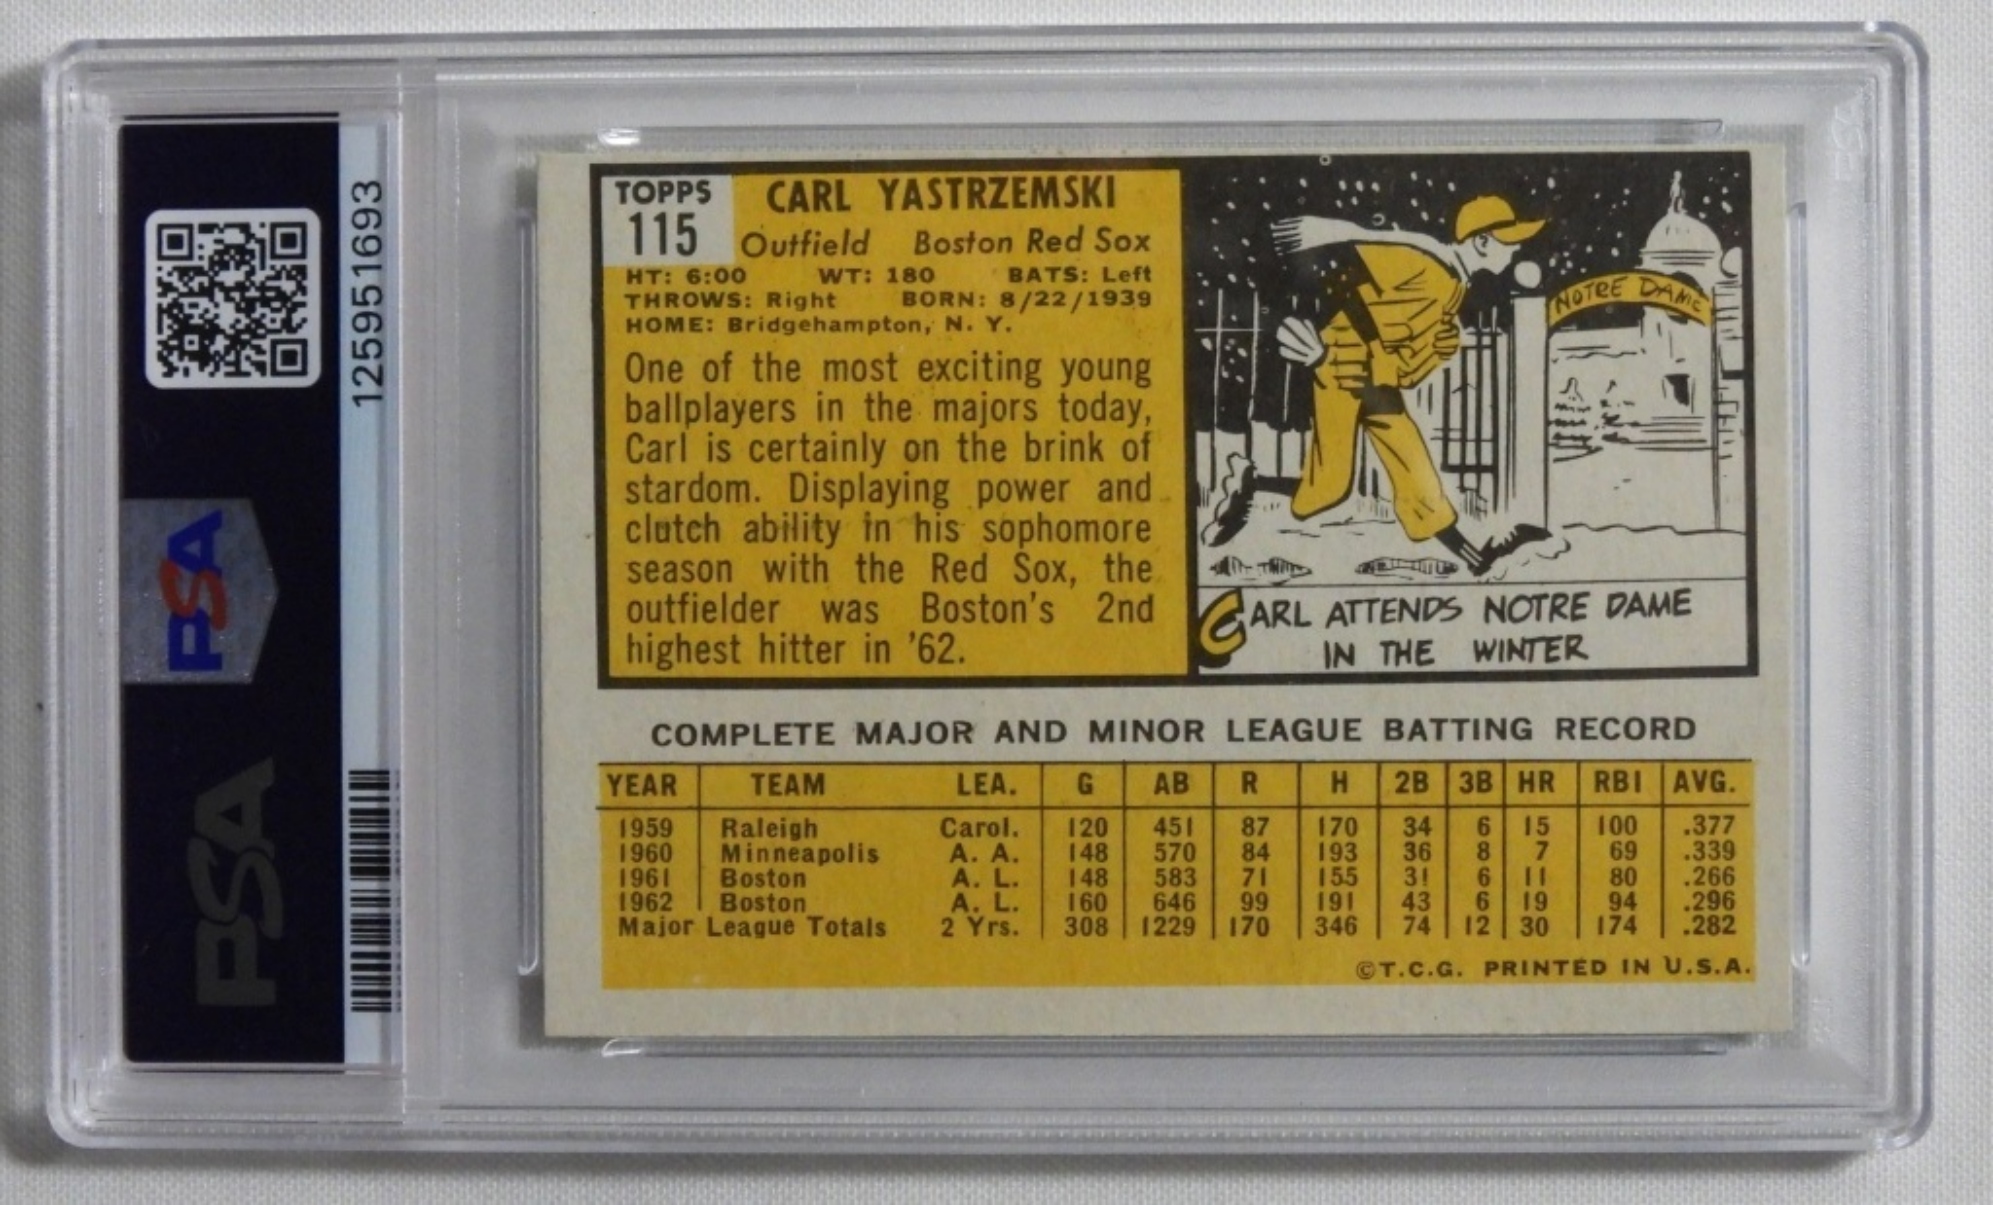 TOPPS
115
CARL YASTRZEMSKI
Outfield Boston Red Sox
HT: 6:00 WT: 180 BATS: Left
THROWS: Right BORN: 8/22/1939
HOME: Bridgehampton, N. Y.
One of the most exciting young
ballplayers in the majors today,
Carl is certainly on the brink of
stardom. Displaying power and
clutch ability in his sophomore
season with the Red Sox, the
outfielder was Boston's 2nd
highest hitter in '62.
NOTRE DAME
CARL ATTENDS NOTRE DAME
IN THE WINTER
COMPLETE MAJOR AND MINOR LEAGUE BATTING RECORD
YEAR TEAM LEA. G AB R H 2B 3B HR RBI AVG.
1959 Raleigh Carol. 120 451 87 170 34 6 15 100 .377
1960 Minneapolis A. A. 148 570 84 193 36 8 7 69 .339
1961 Boston A. L. 148 583 71 155 31 6 11 80 .266
1962 Boston A. L. 160 646 99 191 43 6 19 94 .296
Major League Totals 2 Yrs. 308 1229 170 346 74 12 30 174 .282
©T.C.G. PRINTED IN U.S.A.
125951693
PSA
PSA